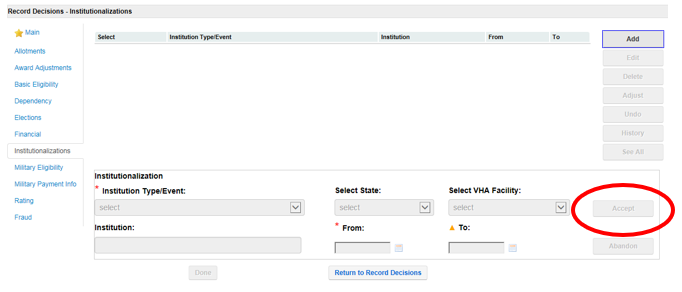 Record Decisions - Institutionalizations
Main
Allotments
Award Adjustments
Basic Eligibility
Dependency
Elections
Financial
Institutionalizations
Military Eligibility
Military Payment Info
Rating
Fraud
Select Institution Type/Event Institution From To
Add
Edit
Delete
Adjust
Undo
History
See All
Institutionalization
* Institution Type/Event: Select State: Select VHA Facility:
select select select
Accept
Institution: * From: To:
Abandon
Done Return to Record Decisions